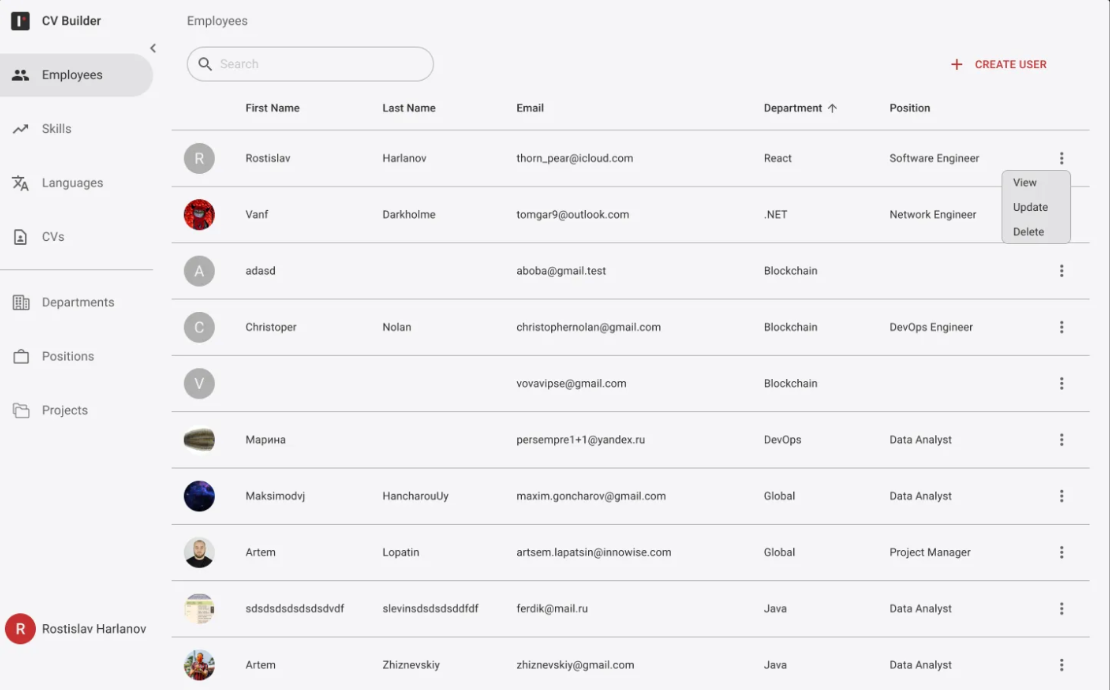 CV Builder
Employees
Skills
Languages
CVs
Departments
Positions
Projects
R
Rostislav Harlanov
Employees
Search
+ CREATE USER
First Name Last Name Email Department ↑ Position
R Rostislav Harlanov thorn_pear@icloud.com React Software Engineer
View
Update
Delete
Vanf Darkholme tomgar9@outlook.com .NET Network Engineer
A adasd aboba@gmail.test Blockchain
C Christoper Nolan christophernolan@gmail.com Blockchain DevOps Engineer
V vovavipse@gmail.com Blockchain
Марина persempre1+1@yandex.ru DevOps Data Analyst
Maksimodvj HancharouUy maxim.goncharov@gmail.com Global Data Analyst
Artem Lopatin artsem.lapatsin@innowise.com Global Project Manager
sdsdsdsdsdsdsdvdf slevinsdsdsdsddfdf ferdik@mail.ru Java Data Analyst
Artem Zhiznevskiy zhiznevskiy@gmail.com Java Data Analyst